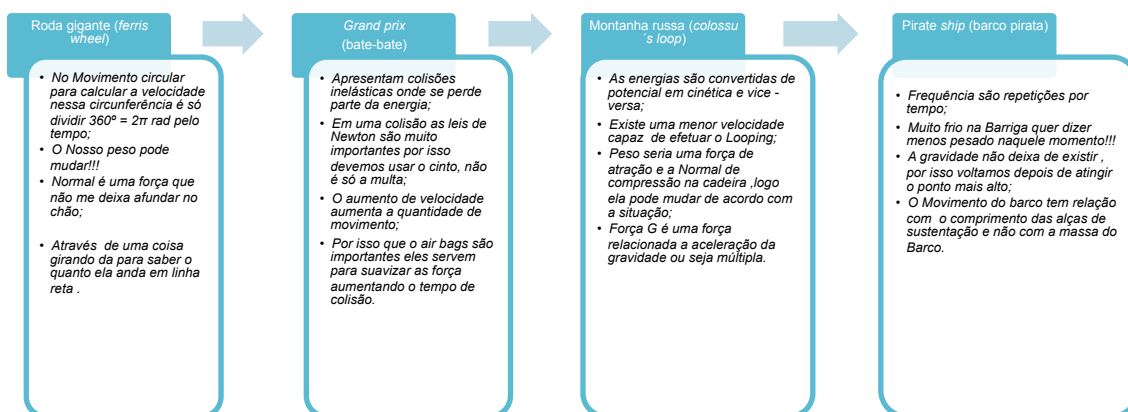 Roda gigante (ferris
wheel)
• No Movimento circular
para calcular a velocidade
nessa circunferência é só
dividir 360º = 2π rad pelo
tempo;
• O Nosso peso pode
mudar!!!
• Normal é uma força que
não me deixa afundar no
chão;
• Através de uma coisa
girando da para saber o
quanto ela anda em linha
reta .
Grand prix
(bate-bate)
• Apresentam colisões
inelásticas onde se perde
parte da energia;
• Em uma colisão as leis de
Newton são muito
importantes por isso
devemos usar o cinto, não
é só a multa;
• O aumento de velocidade
aumenta a quantidade de
movimento;
• Por isso que o air bags são
importantes eles servem
para suavizar as força
aumentando o tempo de
colisão.
Montanha russa (colossu
´s loop)
• As energias são convertidas de
potencial em cinética e vice -
versa;
• Existe uma menor velocidade
capaz de efetuar o Looping;
• Peso seria uma força de
atração e a Normal de
compressão na cadeira ,logo
ela pode mudar de acordo com
a situação;
• Força G é uma força
relacionada a aceleração da
gravidade ou seja múltipla.
Pirate ship (barco pirata)
• Frequência são repetições por
tempo;
• Muito frio na Barriga quer dizer
menos pesado naquele momento!!!
• A gravidade não deixa de existir ,
por isso voltamos depois de atingir
o ponto mais alto;
• O Movimento do barco tem relação
com o comprimento das alças de
sustentação e não com a massa do
Barco.